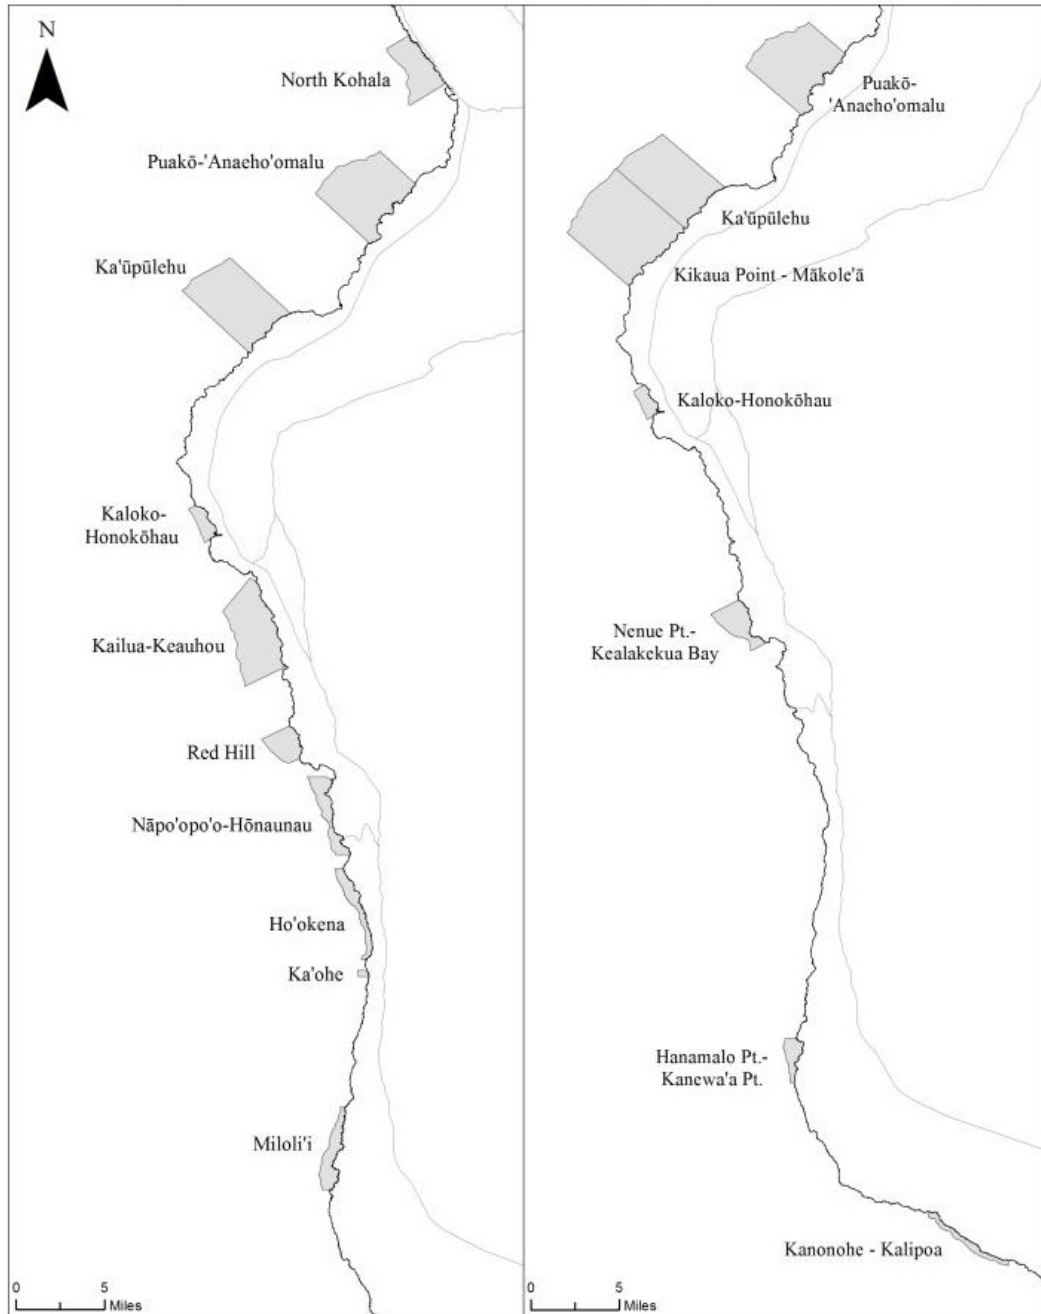 N
North Kohala
Puakō-'Anaeho'omalu
Ka'ūpūlehu
Kaloko-
Honokōhau
Kailua-Keauhou
Red Hill
Nāpo'opo'o-Hōnaunau
Ho'okena
Ka'ohe
Miloli'i
0 5
Miles
Puakō-
'Anaeho'omalu
Ka'ūpūlehu
Kikaua Point - Mākole'ā
Kaloko-Honokōhau
Nenue Pt.-
Kealakekua Bay
Hanamalo Pt.-
Kanewa'a Pt.
Kanonohe - Kalipoa
0 5
Miles